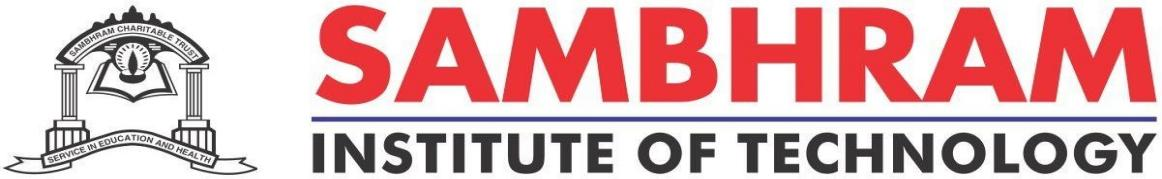 SAMBHRAM CHARITABLE TRUST
SERVICE IN EDUCATION AND HEALTH
SAMBHRAM
INSTITUTE OF TECHNOLOGY